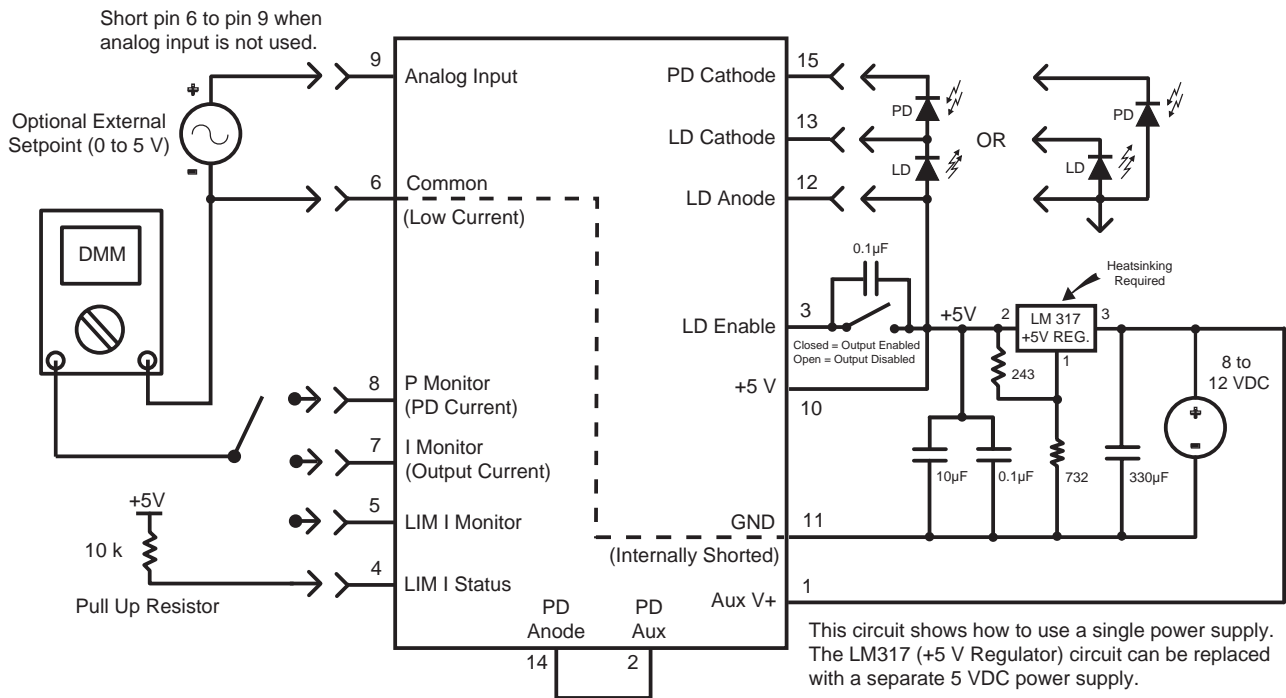 Short pin 6 to pin 9 when
analog input is not used.
Optional External
Setpoint (0 to 5 V)
+
-
DMM
+5V
10 k
Pull Up Resistor
9
Analog Input
6
Common
(Low Current)
8
P Monitor
(PD Current)
7
I Monitor
(Output Current)
5
LIM I Monitor
4
LIM I Status
PD
Anode
14
PD
Aux
2
PD Cathode
15
LD Cathode
13
LD Anode
12
LD Enable
3
+5 V
10
GND
11
(Internally Shorted)
Aux V+
1
PD
LD
OR
PD
LD
0.1µF
Closed = Output Enabled
Open = Output Disabled
+5V
2
LM 317
+5V REG.
3
1
Heatsinking
Required
243
732
10µF
0.1µF
330µF
8 to
12 VDC
+
-
This circuit shows how to use a single power supply.
The LM317 (+5 V Regulator) circuit can be replaced
with a separate 5 VDC power supply.